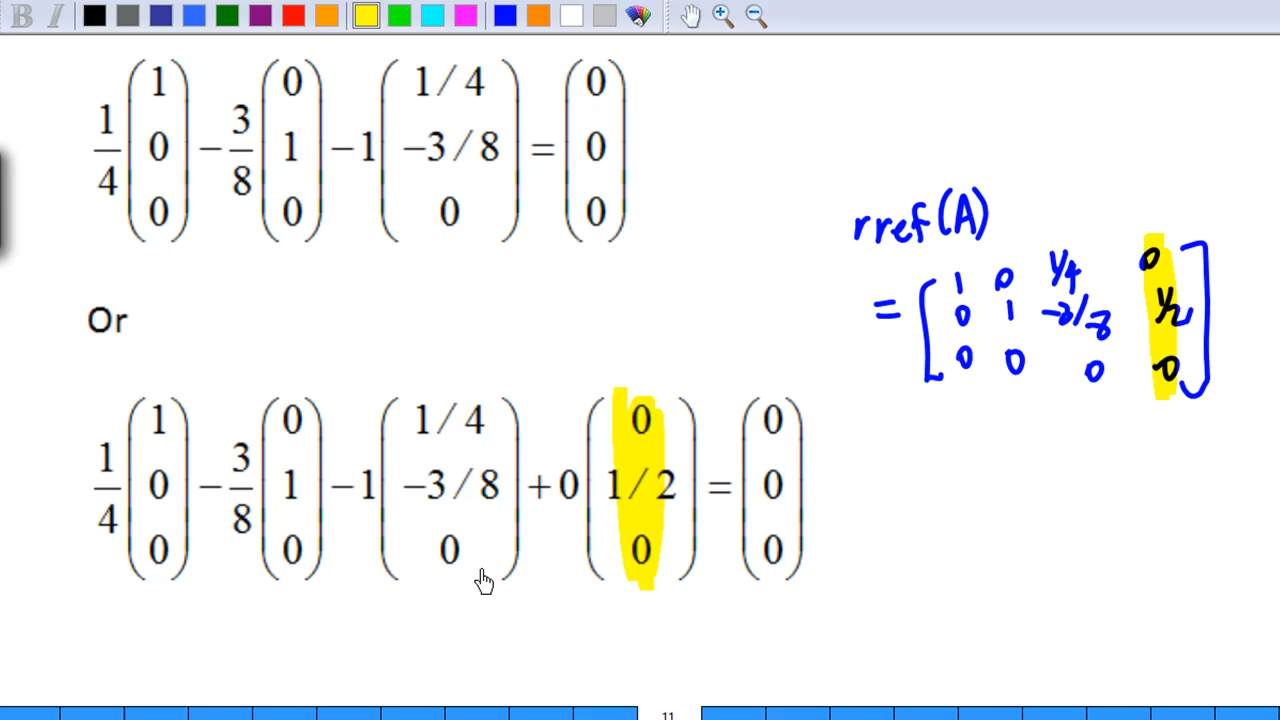 B I
1/4 (1 0 0) − 3/8 (0 1 0) − 1 (1/4 −3/8 0) = (0 0 0)
rref(A)
= [1 0 1/4 0
0 1 -3/8 1/2
0 0 0 0]
Or
1/4 (1 0 0) − 3/8 (0 1 0) − 1 (1/4 −3/8 0) + 0 (0 1/2 0) = (0 0 0)
11